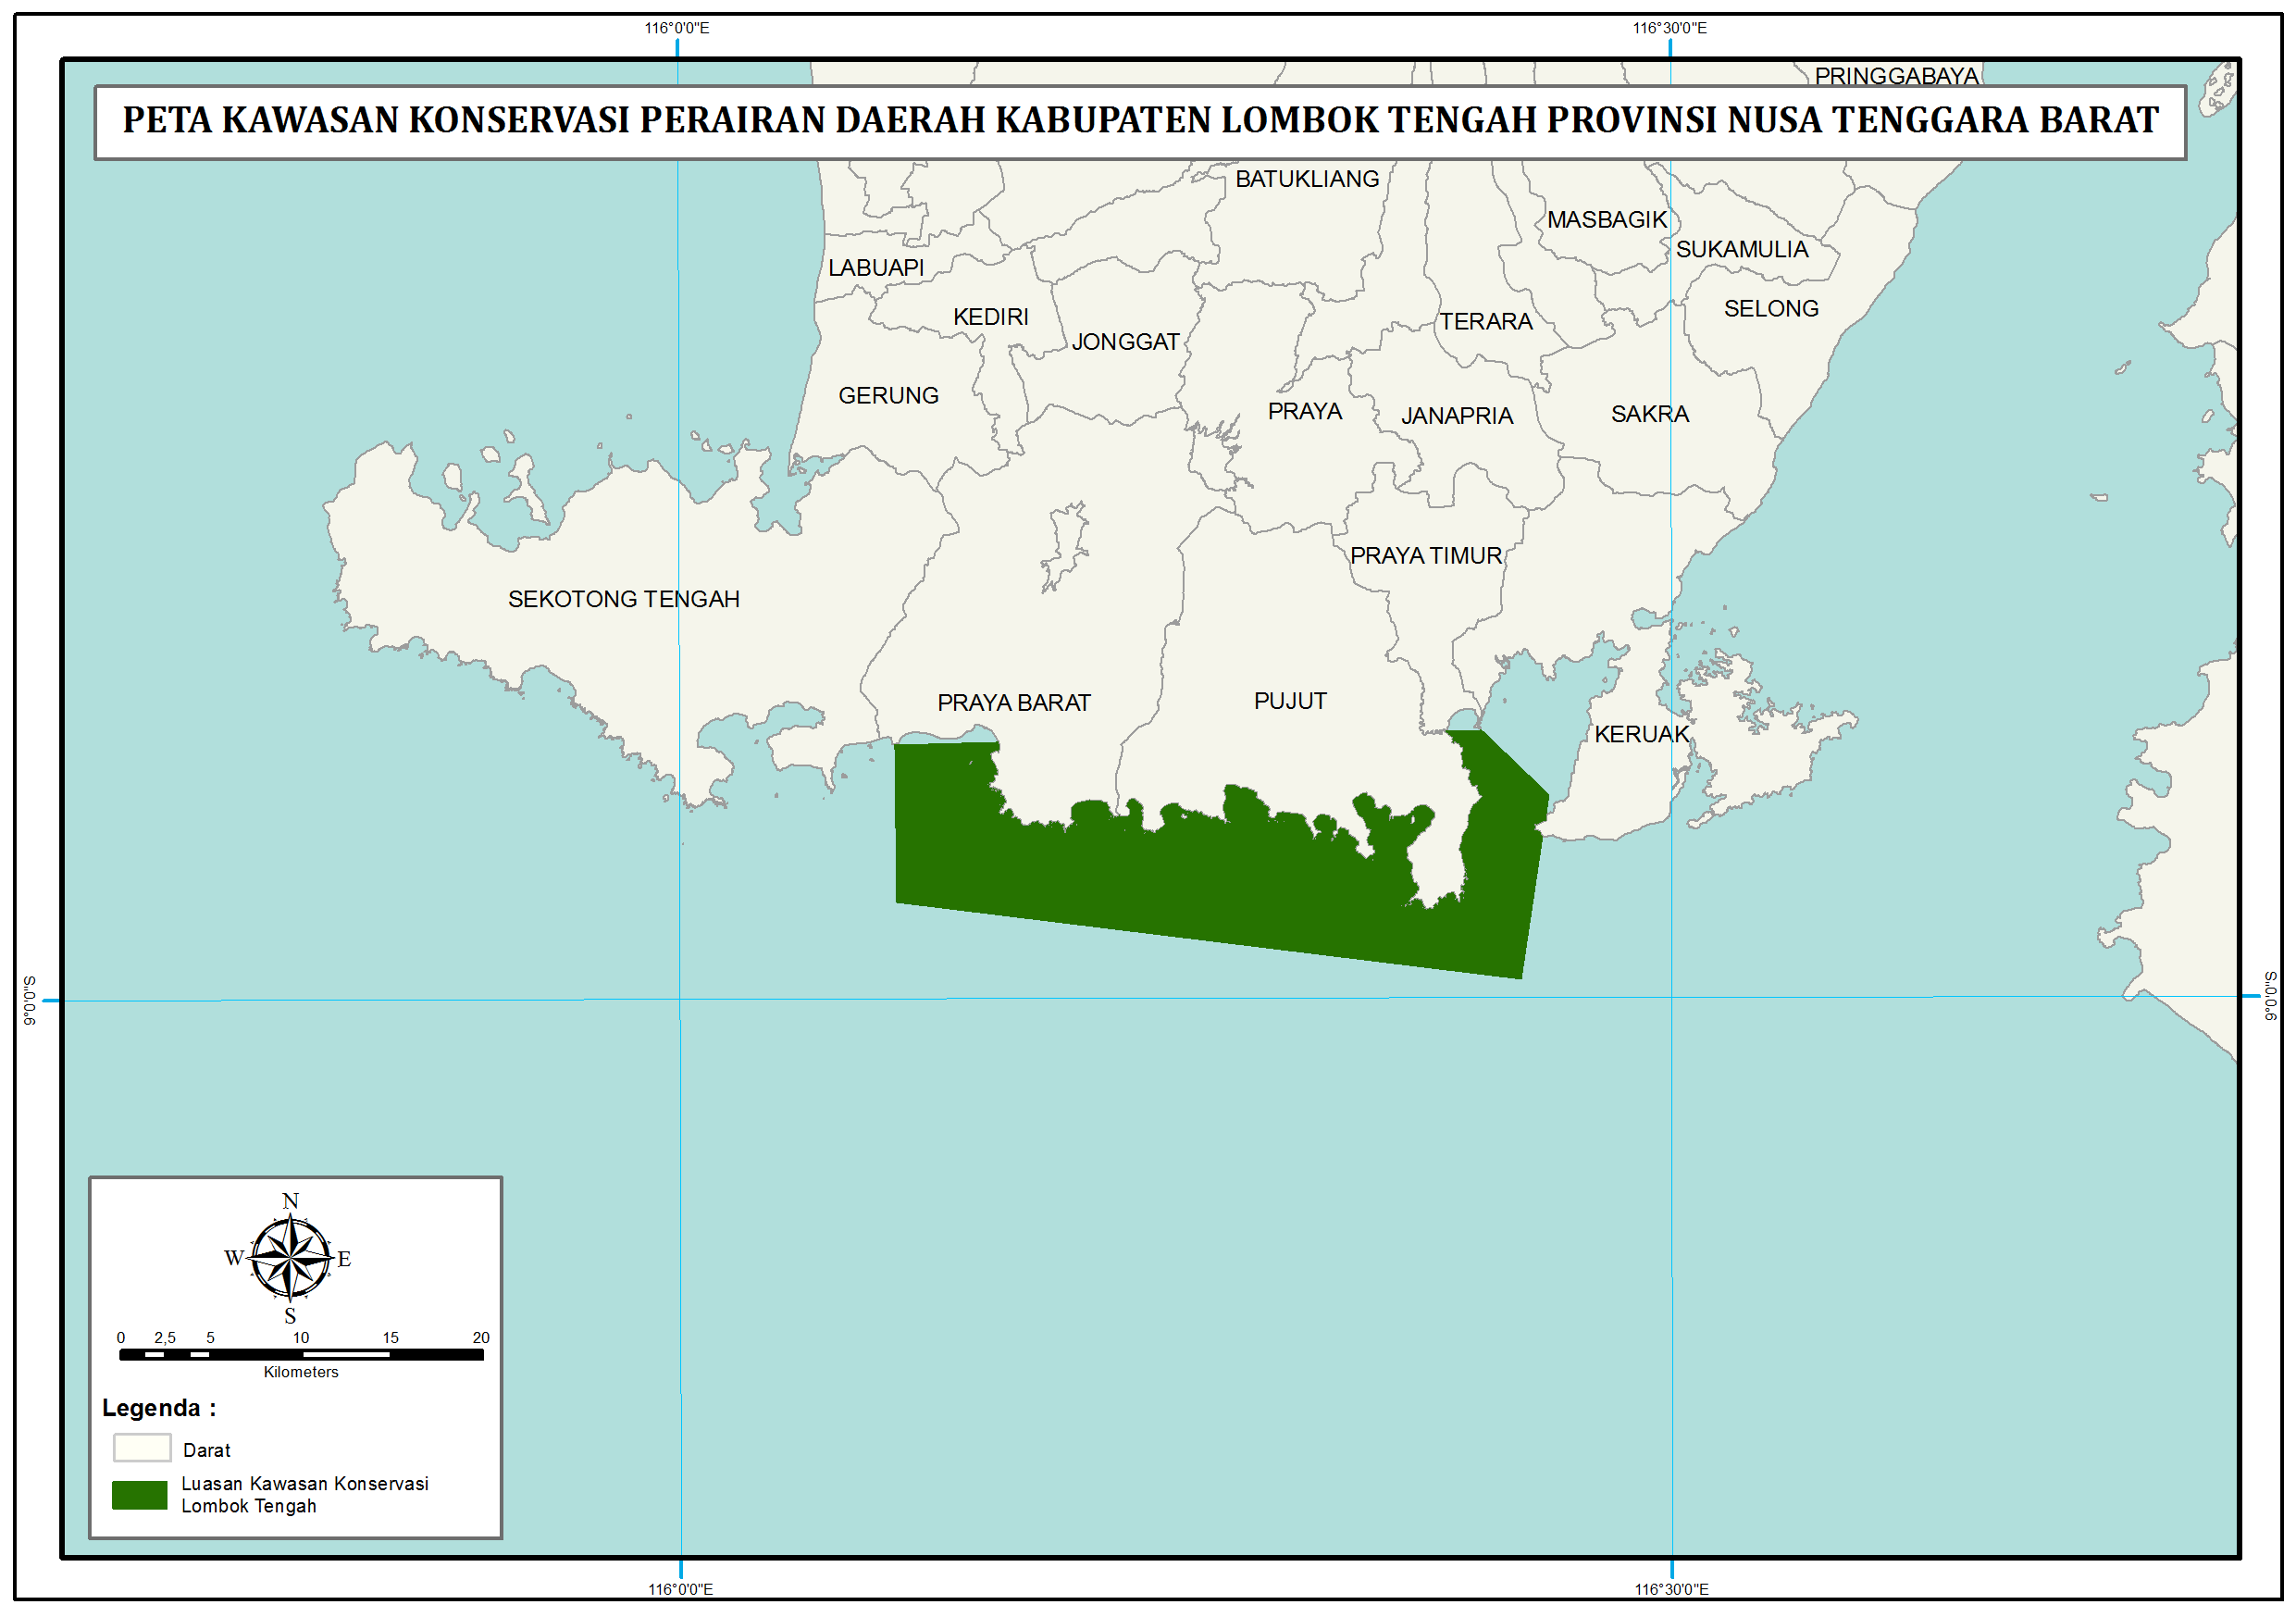 116°0'0"E
116°30'0"E
PRINGGABAYA
PETA KAWASAN KONSERVASI PERAIRAN DAERAH KABUPATEN LOMBOK TENGAH PROVINSI NUSA TENGGARA BARAT
BATUKLIANG
MASBAGIK
SUKAMULIA
LABUAPI
SELONG
KEDIRI
TERARA
JONGGAT
GERUNG
PRAYA
JANAPRIA
SAKRA
PRAYA TIMUR
SEKOTONG TENGAH
PRAYA BARAT
PUJUT
KERUAK
9°0'0"S
9°0'0"S
N
W
E
S
0
2,5
5
10
15
20
Kilometers
Legenda :
Darat
Luasan Kawasan Konservasi
Lombok Tengah
116°0'0"E
116°30'0"E